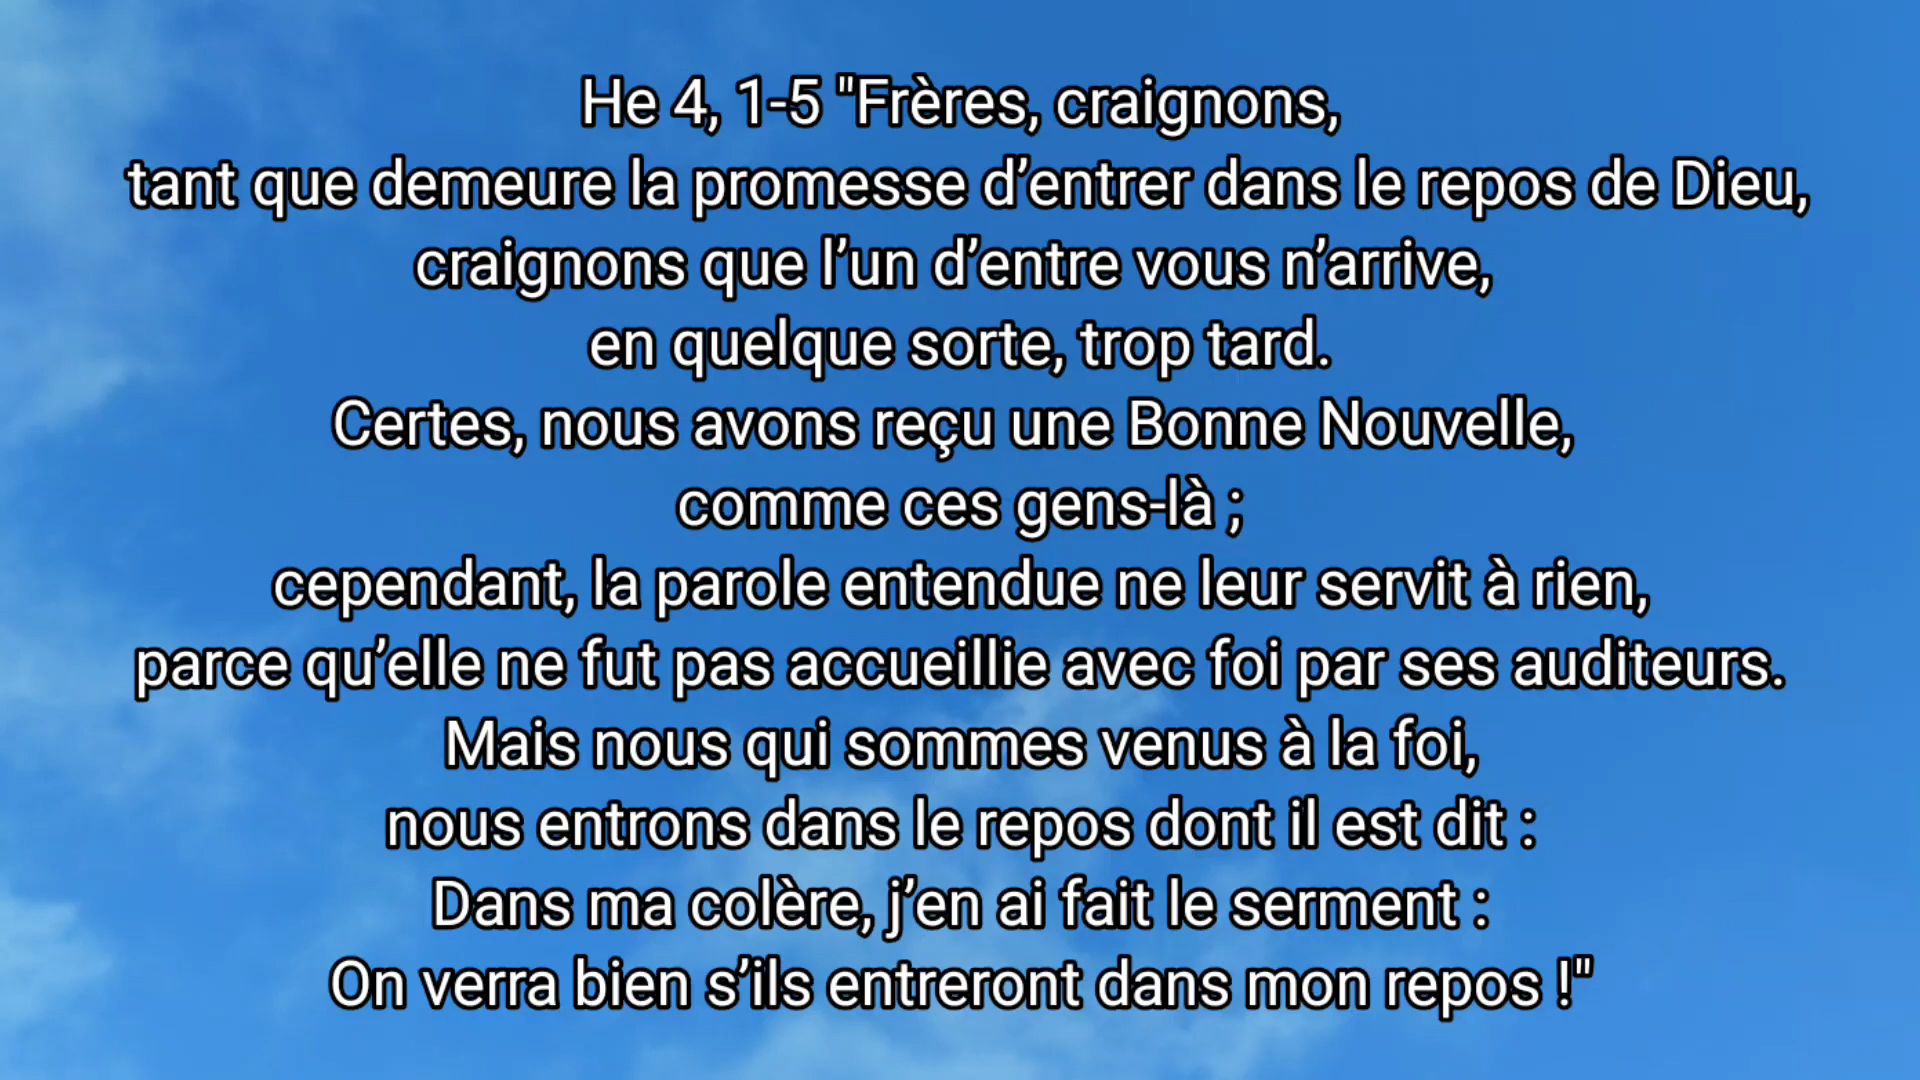 He 4, 1-5 "Frères, craignons,
tant que demeure la promesse d’entrer dans le repos de Dieu,
craignons que l’un d’entre vous n’arrive,
en quelque sorte, trop tard.
Certes, nous avons reçu une Bonne Nouvelle,
comme ces gens-là ;
cependant, la parole entendue ne leur servit à rien,
parce qu’elle ne fut pas accueillie avec foi par ses auditeurs.
Mais nous qui sommes venus à la foi,
nous entrons dans le repos dont il est dit :
Dans ma colère, j’en ai fait le serment :
On verra bien s’ils entreront dans mon repos !"